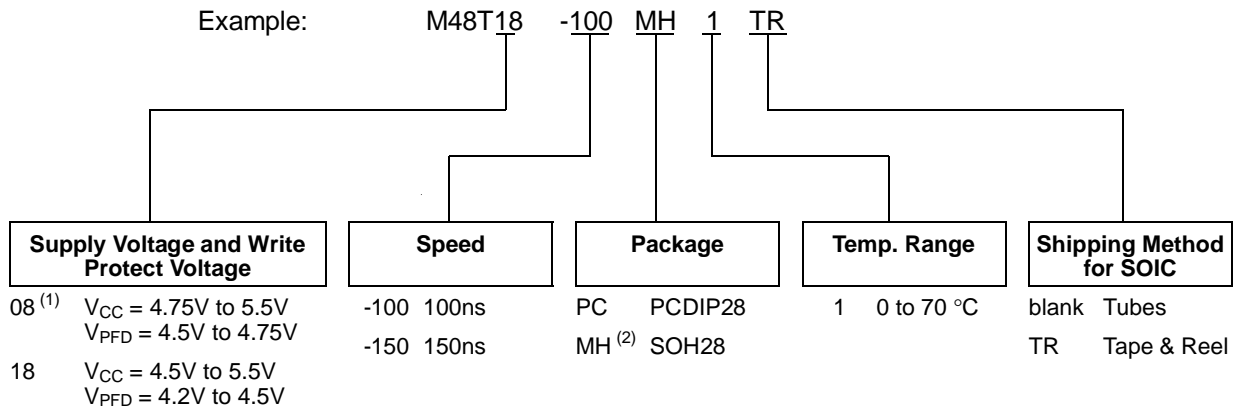 Example: M48T18 -100 MH 1 TR
Supply Voltage and Write
Protect Voltage
08 (1) VCC = 4.75V to 5.5V
VPFD = 4.5V to 4.75V
18 VCC = 4.5V to 5.5V
VPFD = 4.2V to 4.5V
Speed
-100 100ns
-150 150ns
Package
PC PCDIP28
MH (2) SOH28
Temp. Range
1 0 to 70 °C
Shipping Method
for SOIC
blank Tubes
TR Tape & Reel